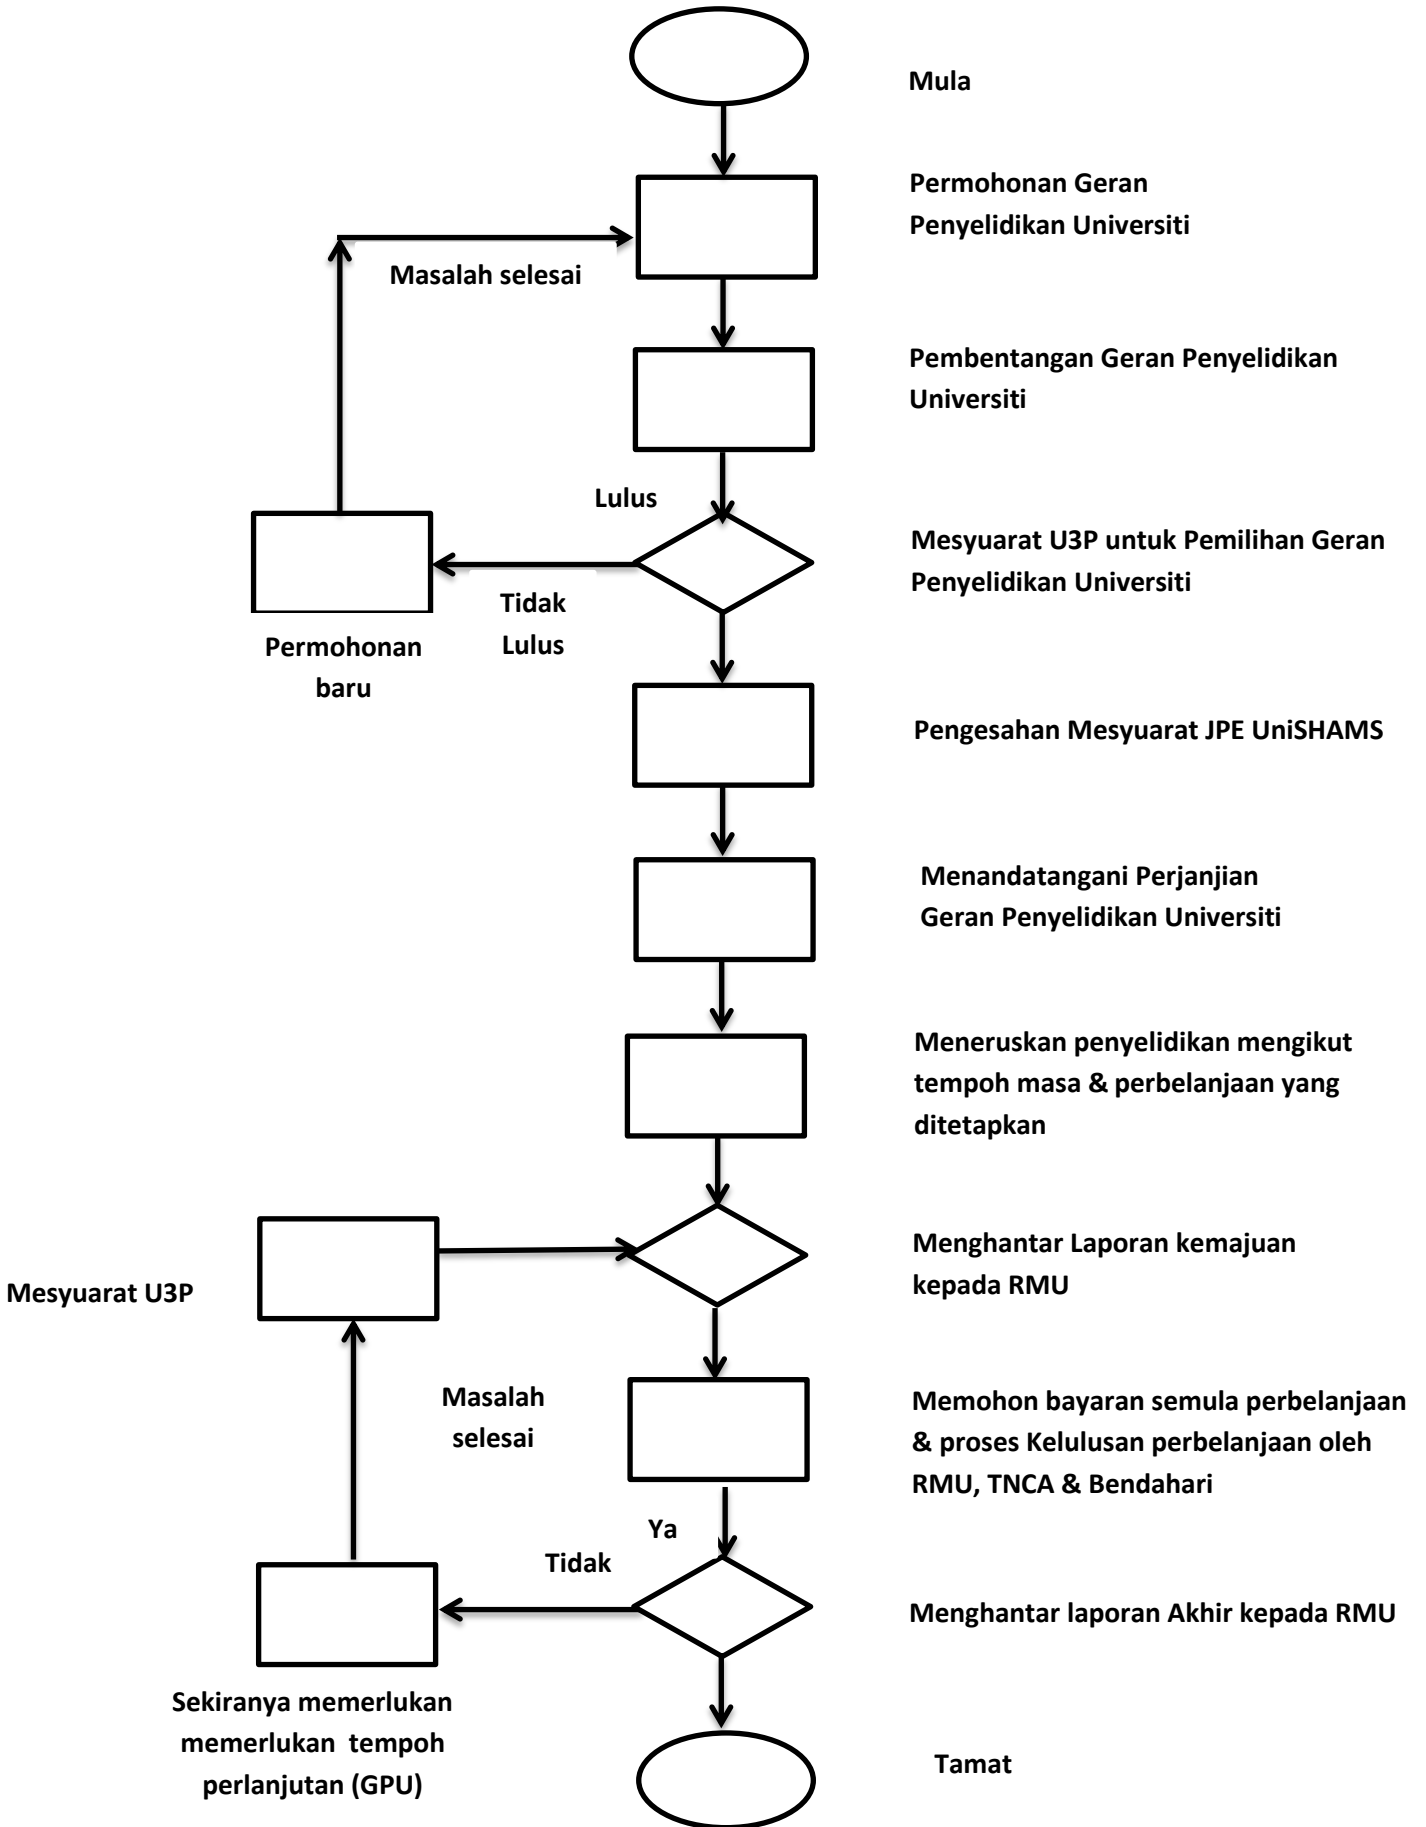 Mula
Permohonan Geran
Penyelidikan Universiti
Masalah selesai
Pembentangan Geran Penyelidikan
Universiti
Lulus
Mesyuarat U3P untuk Pemilihan Geran
Penyelidikan Universiti
Tidak
Lulus
Permohonan
baru
Pengesahan Mesyuarat JPE UniSHAMS
Menandatangani Perjanjian
Geran Penyelidikan Universiti
Meneruskan penyelidikan mengikut
tempoh masa & perbelanjaan yang
ditetapkan
Menghantar Laporan kemajuan
kepada RMU
Mesyuarat U3P
Masalah
selesai
Memohon bayaran semula perbelanjaan
& proses Kelulusan perbelanjaan oleh
RMU, TNCA & Bendahari
Ya
Tidak
Menghantar laporan Akhir kepada RMU
Sekiranya memerlukan
memerlukan tempoh
perlanjutan (GPU)
Tamat